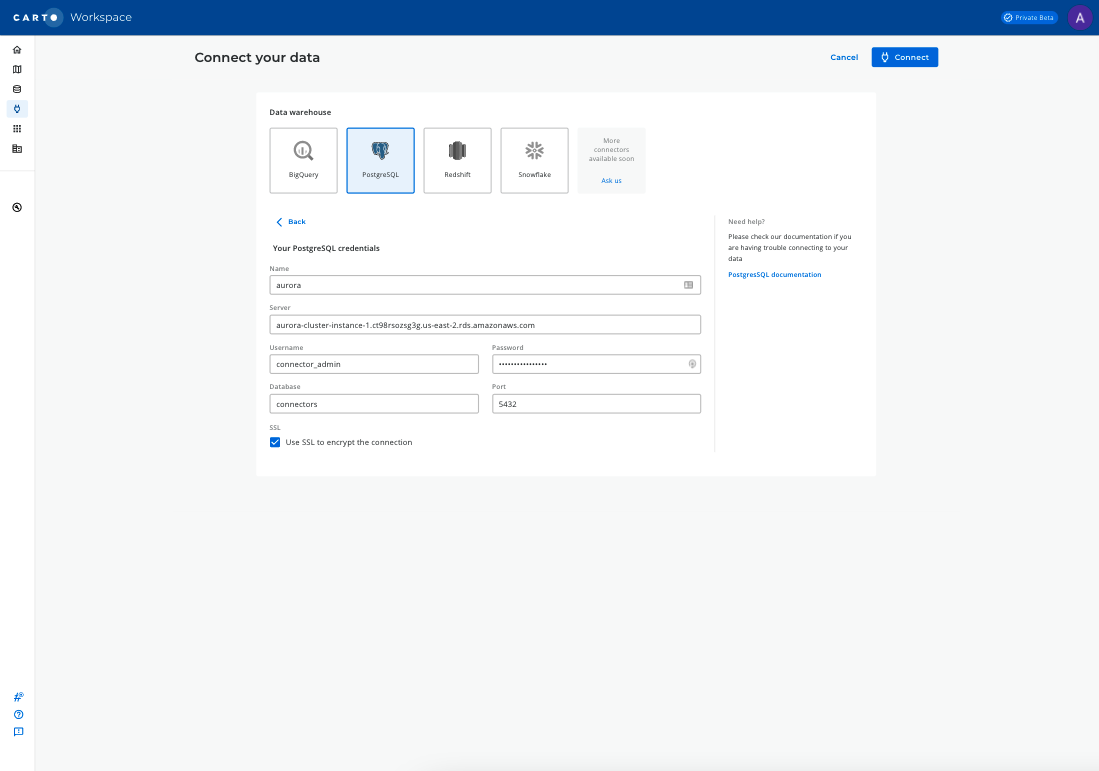 CARTO Workspace
Private Beta
A
Connect your data
Cancel
Connect
Data warehouse
BigQuery
PostgreSQL
Redshift
Snowflake
More
connectors
available soon
Ask us
Back
Your PostgreSQL credentials
Name
aurora
Server
aurora-cluster-instance-1.ct98rsozsg3g.us-east-2.rds.amazonaws.com
Username
Password
connector_admin
••••••••••••••••
Database
Port
connectors
5432
SSL
Use SSL to encrypt the connection
Need help?
Please check our documentation if you
are having trouble connecting to your
data
PostgresSQL documentation